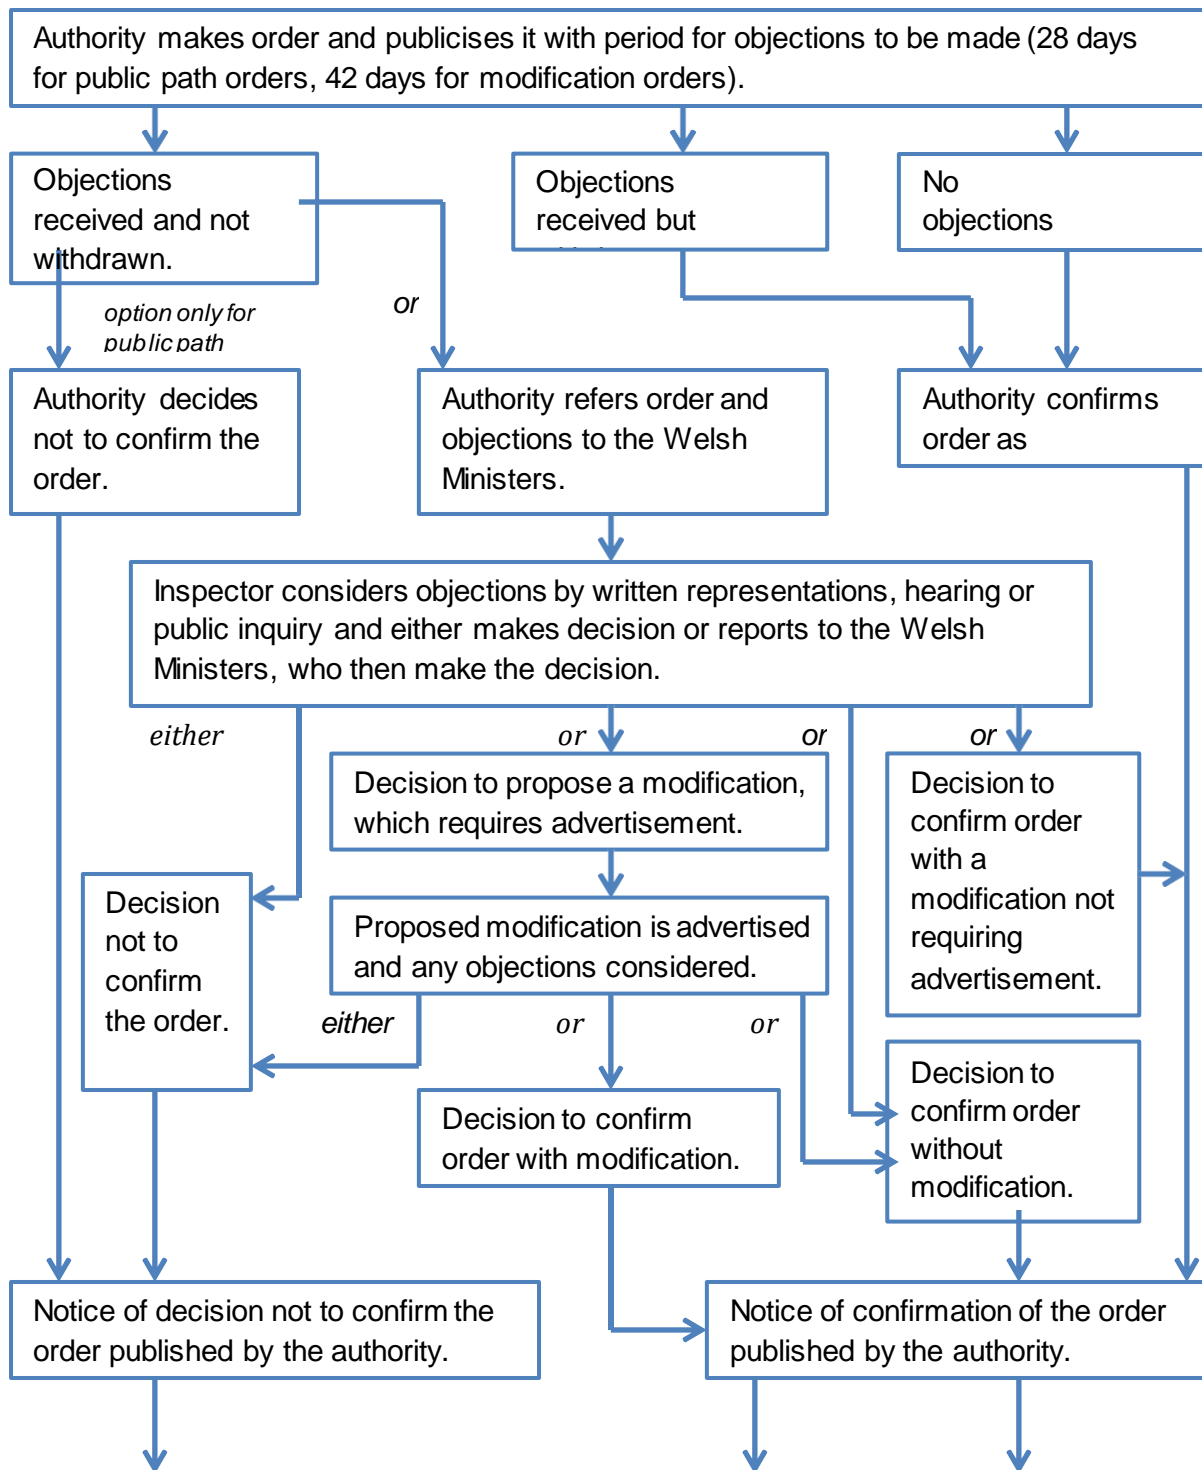 Authority makes order and publicises it with period for objections to be made (28 days
for public path orders, 42 days for modification orders).
Objections
received and not
withdrawn.
Objections
received but
No
objections
option only for
public path
or
Authority decides
not to confirm the
order.
Authority refers order and
objections to the Welsh
Ministers.
Authority confirms
order as
Inspector considers objections by written representations, hearing or
public inquiry and either makes decision or reports to the Welsh
Ministers, who then make the decision.
either
or
or
or
Decision to propose a modification,
which requires advertisement.
Decision to
confirm order
with a
modification not
requiring
advertisement.
Decision
not to
confirm
the order.
Proposed modification is advertised
and any objections considered.
either
or
or
Decision to confirm
order with modification.
Decision to
confirm order
without
modification.
Notice of decision not to confirm the
order published by the authority.
Notice of confirmation of the order
published by the authority.